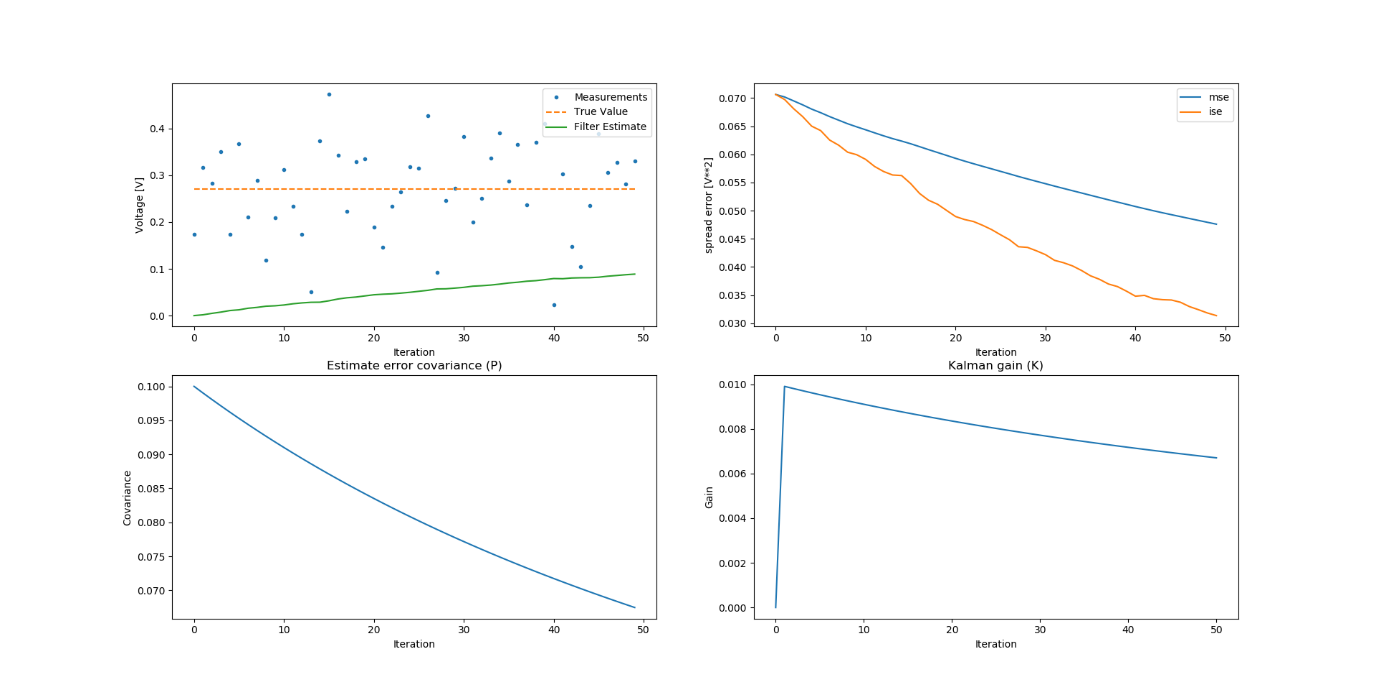 Measurements
True Value
Filter Estimate
0.4
0.3
0.2
0.1
0.0
Voltage [V]
0 10 20 30 40 50
Iteration
mse
ise
0.070
0.065
0.060
0.055
0.050
0.045
0.040
0.035
0.030
spread error [V**2]
0 10 20 30 40 50
Iteration
Estimate error covariance (P)
0.100
0.095
0.090
0.085
0.080
0.075
0.070
Covariance
0 10 20 30 40 50
Iteration
Kalman gain (K)
0.010
0.008
0.006
0.004
0.002
0.000
Gain
0 10 20 30 40 50
Iteration